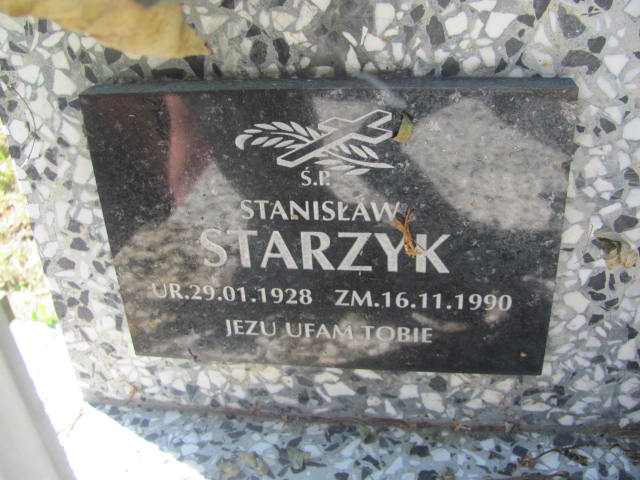 Ś.P.
STANISŁAW
STARZYK
UR.29.01.1928 ZM.16.11.1990
JEZU UFAM TOBIE